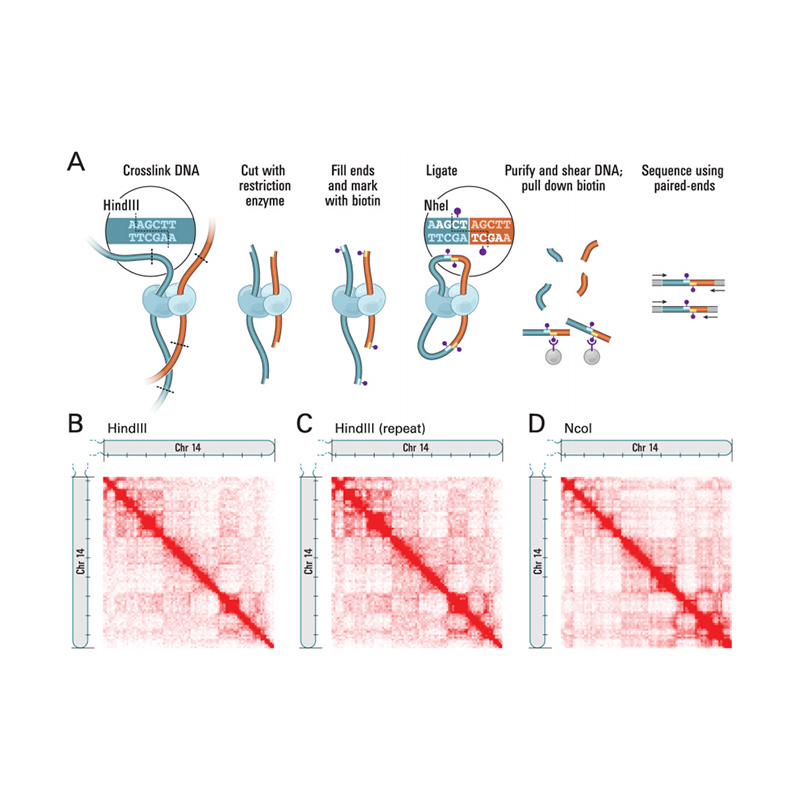 A
Crosslink DNA
Cut with
restriction
enzyme
Fill ends
and mark
with biotin
Ligate
Purify and shear DNA;
pull down biotin
Sequence using
paired-ends
HindIII
AAGCTT
TTCGAA
NheI
AAGCT AGCTT
TTCGA TCGAA
B
HindIII
Chr 14
Chr 14
C
HindIII (repeat)
Chr 14
Chr 14
D
NcoI
Chr 14
Chr 14